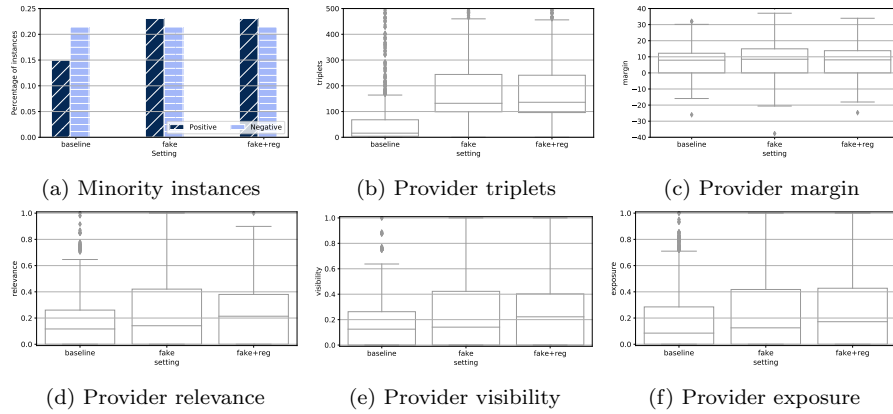 0.25
0.20
0.15
0.10
0.05
0.00
Percentage of instances
Positive
Negative
baseline
fake
fake+reg
Setting
(a) Minority instances
500
400
300
200
100
0
triplets
baseline
fake
fake+reg
setting
(b) Provider triplets
40
30
20
10
0
−10
−20
−30
−40
margin
baseline
fake
fake+reg
setting
(c) Provider margin
1.0
0.8
0.6
0.4
0.2
0.0
relevance
baseline
fake
fake+reg
setting
(d) Provider relevance
1.0
0.8
0.6
0.4
0.2
0.0
visibility
baseline
fake
fake+reg
setting
(e) Provider visibility
1.0
0.8
0.6
0.4
0.2
0.0
exposure
baseline
fake
fake+reg
setting
(f) Provider exposure